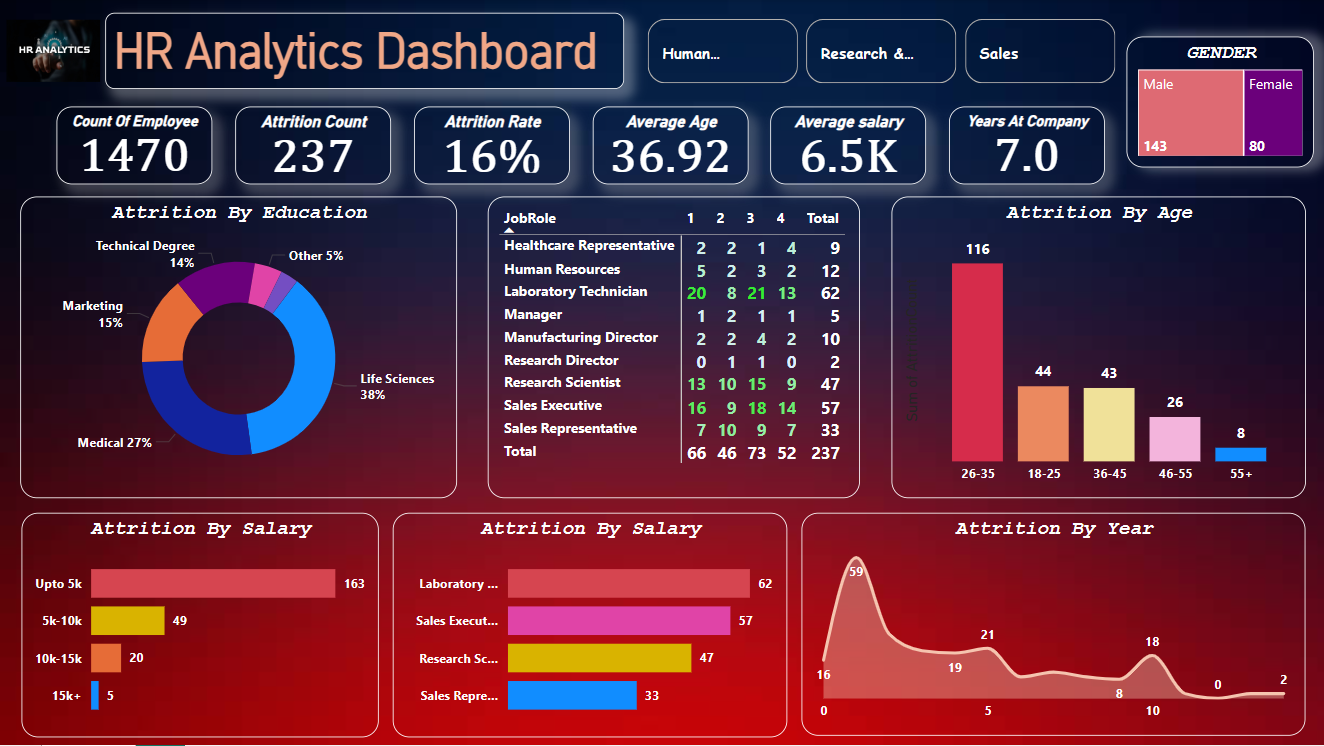 HR ANALYTICS
HR Analytics Dashboard
Human...
Research &...
Sales
GENDER
Male
Female
143
80
Count Of Employee
1470
Attrition Count
237
Attrition Rate
16%
Average Age
36.92
Average salary
6.5K
Years At Company
7.0
Attrition By Education
Technical Degree
14%
Other 5%
Marketing
15%
Life Sciences
38%
Medical 27%
JobRole 1 2 3 4 Total
Healthcare Representative 2 2 1 4 9
Human Resources 5 2 3 2 12
Laboratory Technician 20 8 21 13 62
Manager 1 2 1 1 5
Manufacturing Director 2 2 4 2 10
Research Director 0 1 1 0 2
Research Scientist 13 10 15 9 47
Sales Executive 16 9 18 14 57
Sales Representative 7 10 9 7 33
Total 66 46 73 52 237
Attrition By Age
116
44
43
26
8
26-35 18-25 36-45 46-55 55+
Attrition By Salary
Upto 5k 163
5k-10k 49
10k-15k 20
15k+ 5
Attrition By Salary
Laboratory ... 62
Sales Execut... 57
Research Sc... 47
Sales Repre... 33
Attrition By Year
59
21
18
16
19
8
0
2
0 5 10